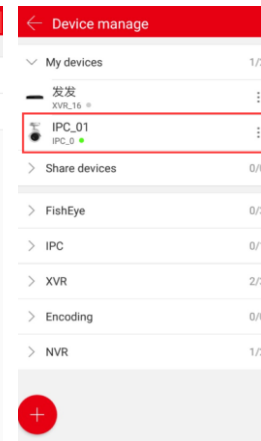 Device manage
My devices 1/
发发
XVR_16
IPC_01
IPC_0
Share devices 0/
FishEye 0/
IPC 0/
XVR 2/
Encoding 0/
NVR 1/